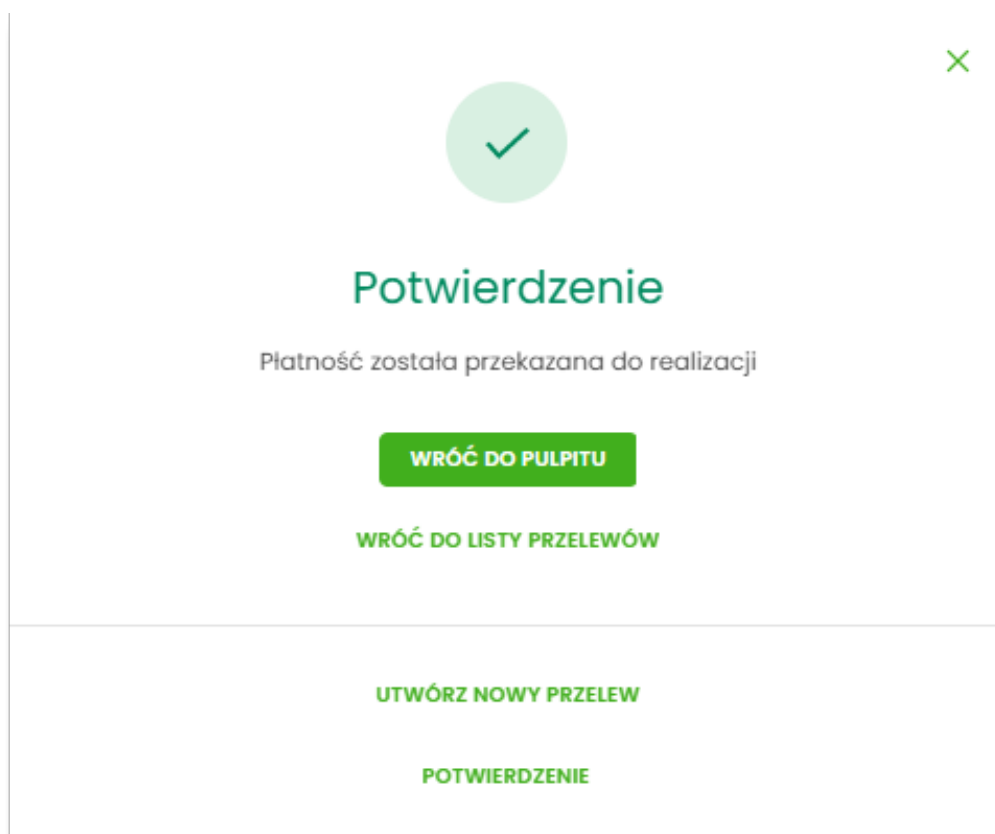 Potwierdzenie
Płatność została przekazana do realizacji
WRÓĆ DO PULPITU
WRÓĆ DO LISTY PRZELEWÓW
UTWÓRZ NOWY PRZELEW
POTWIERDZENIE